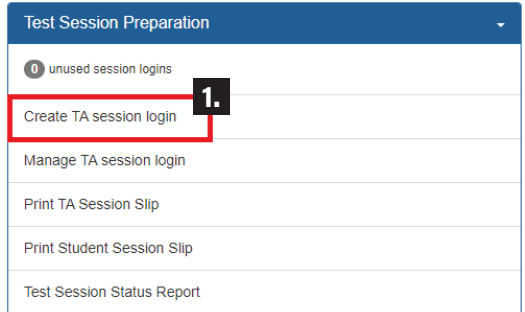 Test Session Preparation
0 unused session logins
1.
Create TA session login
Manage TA session login
Print TA Session Slip
Print Student Session Slip
Test Session Status Report